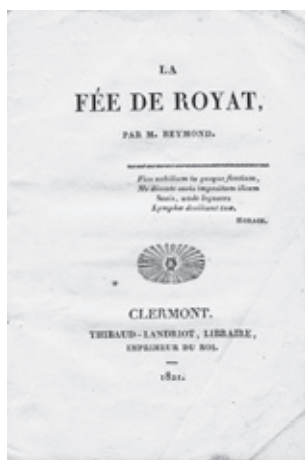 LA
FÉE DE ROYAT,
PAR M. REYMOND.
Fies nobilium tu quoque fontium,
Me dicente cavis impositam ilicem
Saxis, unde loquaces
Lymphæ desiliunt tuæ.
HORACE.
CLERMONT.
THIBAUD-LANDRIOT, LIBRAIRE,
IMPRIMEUR DU ROI.
1821.